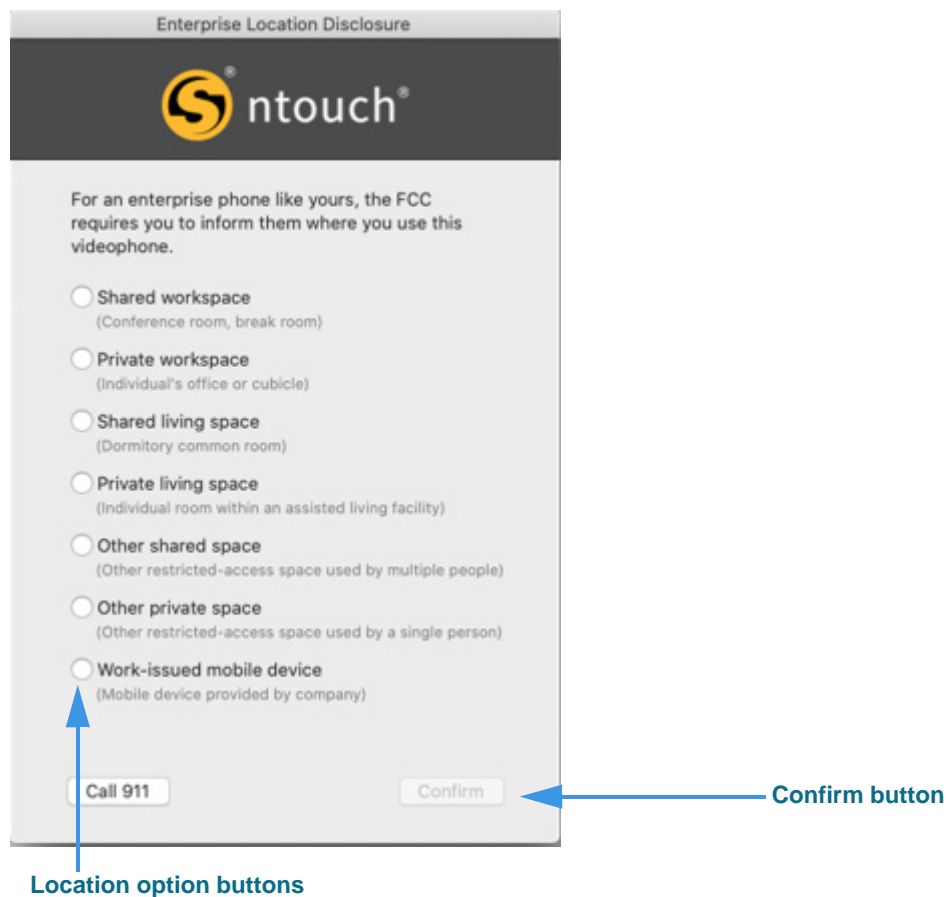 Enterprise Location Disclosure
ntouch®
For an enterprise phone like yours, the FCC
requires you to inform them where you use this
videophone.
Shared workspace
(Conference room, break room)
Private workspace
(Individual's office or cubicle)
Shared living space
(Dormitory common room)
Private living space
(Individual room within an assisted living facility)
Other shared space
(Other restricted-access space used by multiple people)
Other private space
(Other restricted-access space used by a single person)
Work-issued mobile device
(Mobile device provided by company)
Call 911
Confirm
Confirm button
Location option buttons